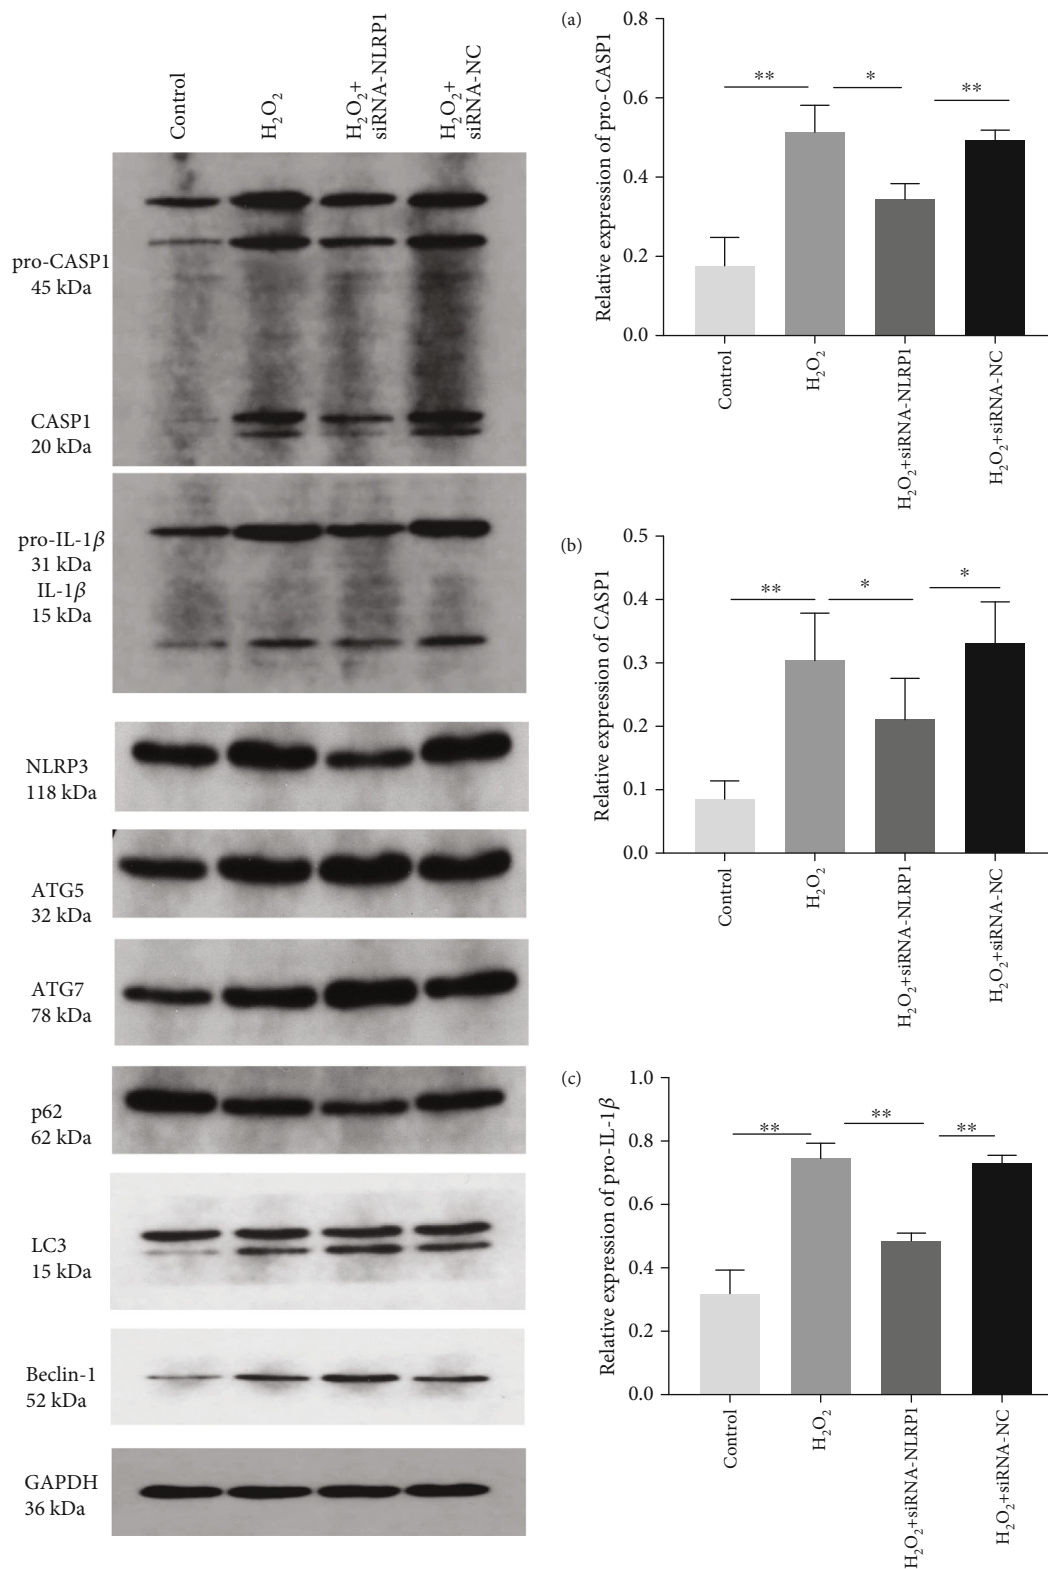 Control
H₂O₂
H₂O₂+
siRNA-NLRP1
H₂O₂+
siRNA-NC
pro-CASP1
45 kDa
CASP1
20 kDa
pro-IL-1β
31 kDa
IL-1β
15 kDa
NLRP3
118 kDa
ATG5
32 kDa
ATG7
78 kDa
p62
62 kDa
LC3
15 kDa
Beclin-1
52 kDa
GAPDH
36 kDa
(a)
Relative expression of pro-CASP1
0.8
0.6
0.4
0.2
0.0
** * **
Control
H₂O₂
H₂O₂+siRNA-NLRP1
H₂O₂+siRNA-NC
(b)
Relative expression of CASP1
0.5
0.4
0.3
0.2
0.1
0.0
** * *
Control
H₂O₂
H₂O₂+siRNA-NLRP1
H₂O₂+siRNA-NC
(c)
Relative expression of pro-IL-1β
1.0
0.8
0.6
0.4
0.2
0.0
** ** **
Control
H₂O₂
H₂O₂+siRNA-NLRP1
H₂O₂+siRNA-NC